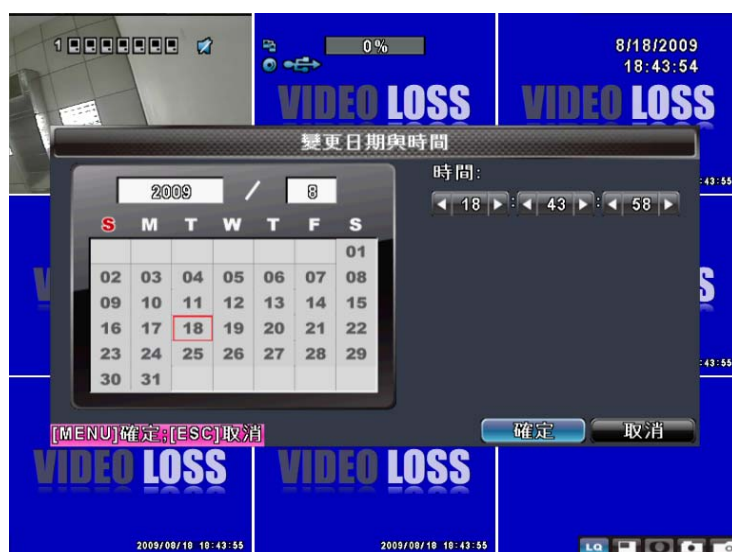 1
0%
8/18/2009
18:43:54
VIDEO LOSS
VIDEO LOSS
變更日期與時間
時間:
:43:55
2009 / 8
18 : 43 : 58
S M T W T F S
01
02 03 04 05 06 07 08
09 10 11 12 13 14 15
16 17 18 19 20 21 22
23 24 25 26 27 28 29
:43:55
30 31
[MENU]確定;[ESC]取消
確定
取消
VIDEO LOSS
VIDEO LOSS
2009/08/18 18:43:55
2009/08/18 18:43:55
LQ